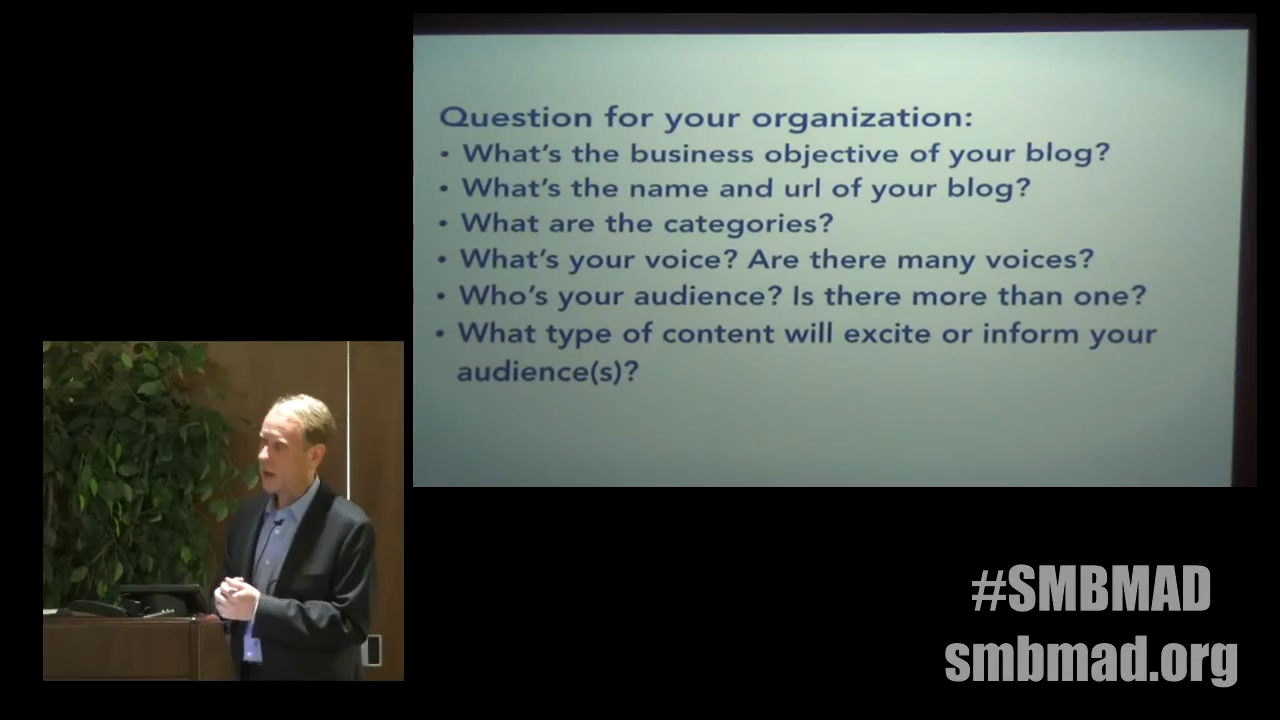 Question for your organization:
• What's the business objective of your blog?
• What's the name and url of your blog?
• What are the categories?
• What's your voice? Are there many voices?
• Who's your audience? Is there more than one?
• What type of content will excite or inform your
audience(s)?
#SMBMAD
smbmad.org